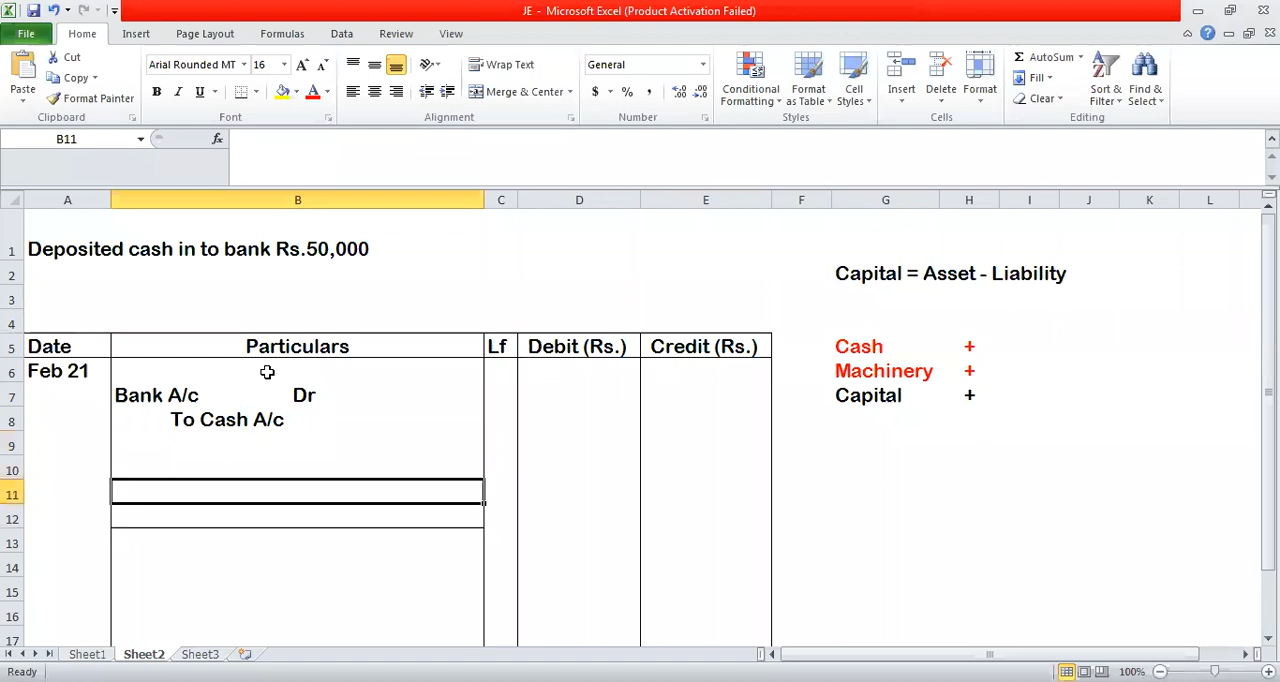 JE - Microsoft Excel (Product Activation Failed)
File Home Insert Page Layout Formulas Data Review View
Paste Cut Copy Format Painter Clipboard
Arial Rounded MT 16 B I U A A A Font
Wrap Text Merge & Center Alignment
General $ % , Number
Conditional Formatting Format as Table Cell Styles Styles
Insert Delete Format Cells
Σ AutoSum Fill Clear Sort & Filter Find & Select Editing
B11 fx
A B C D E F G H I J K L
1 Deposited cash in to bank Rs.50,000
2 Capital = Asset - Liability
3
4
5 Date Particulars Lf Debit (Rs.) Credit (Rs.) Cash +
6 Feb 21 Machinery +
7 Bank A/c Dr Capital +
8 To Cash A/c
9
10
11
12
13
14
15
16
17
Sheet1 Sheet2 Sheet3
Ready 100%